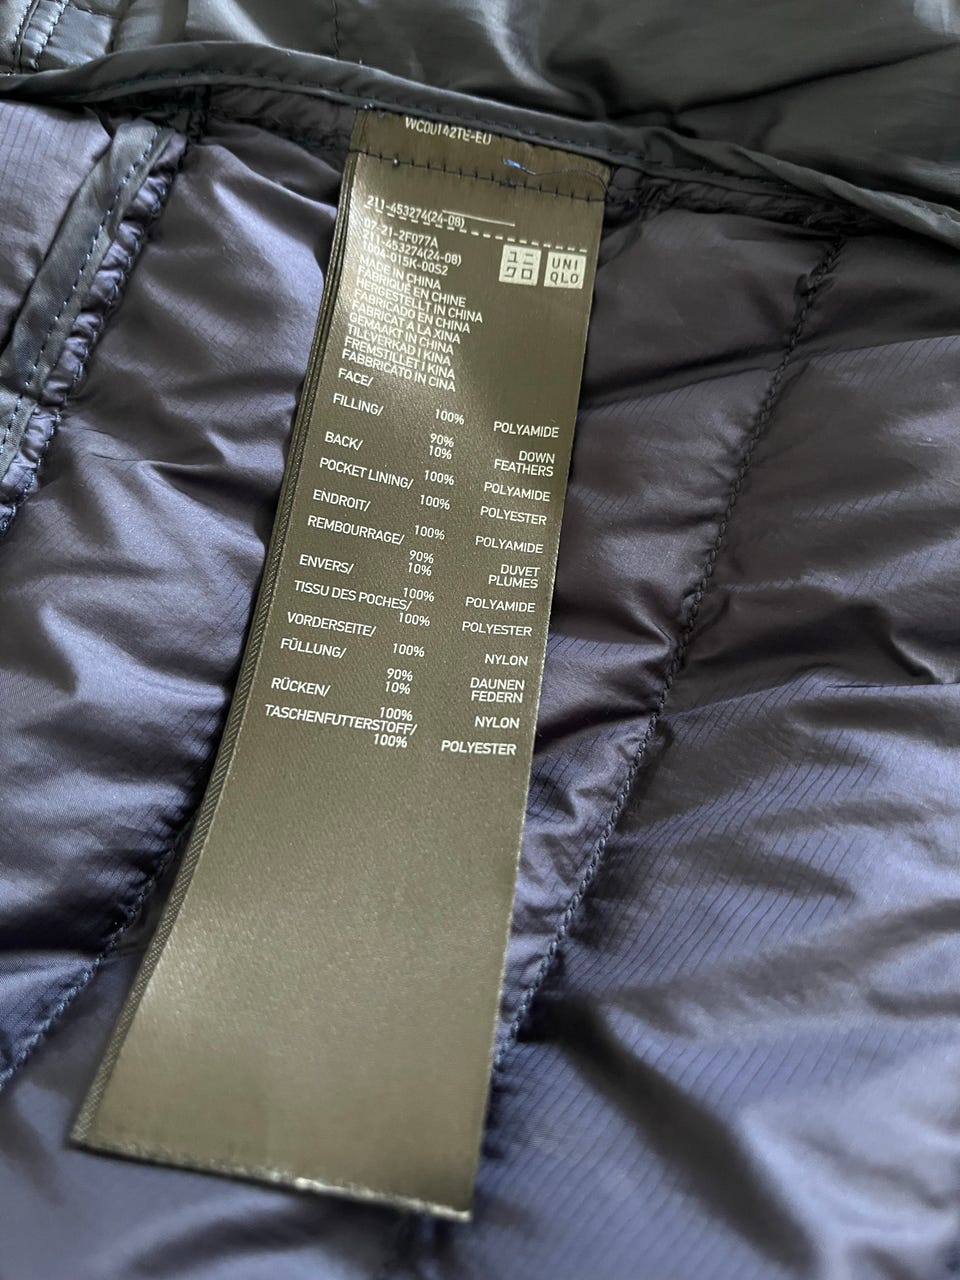 WC0U142TE-EU
211-453274(24-08)
07-21-2F077A
211-453274(24-08)
1004-015K-00S2
ユニ
クロ
UNI
QLO
MADE IN CHINA
FABRIQUÉ EN CHINE
HERGESTELLT IN CHINA
FABRICADO EN CHINA
FABRICAT A LA XINA
GEMAAKT IN CHINA
TILLVERKAD I KINA
FREMSTILLET I KINA
FABBRICATO IN CINA
FACE/
100% POLYAMIDE
FILLING/
90% DOWN
10% FEATHERS
BACK/
100% POLYAMIDE
POCKET LINING/
100% POLYESTER
ENDROIT/
100% POLYAMIDE
REMBOURRAGE/
90% DUVET
10% PLUMES
ENVERS/
100% POLYAMIDE
TISSU DES POCHES/
100% POLYESTER
VORDERSEITE/
100% NYLON
FÜLLUNG/
90% DAUNEN
10% FEDERN
RÜCKEN/
100% NYLON
TASCHENFUTTERSTOFF/
100% POLYESTER